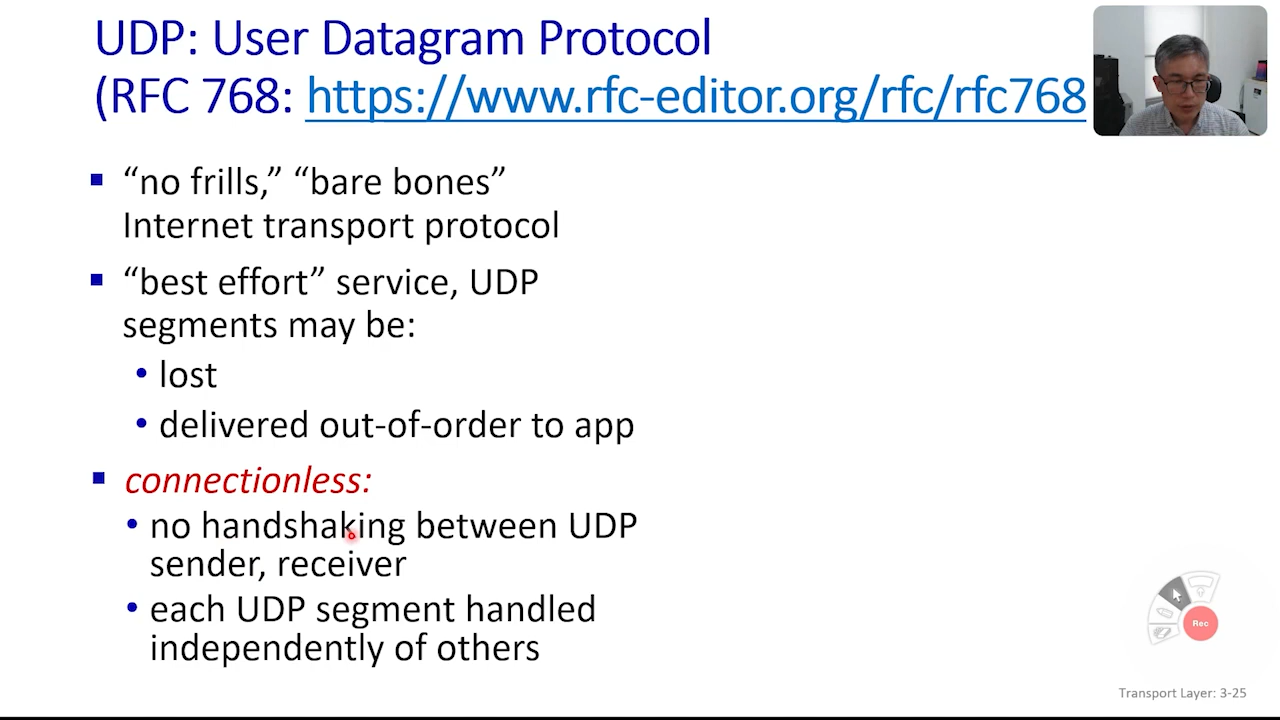 UDP: User Datagram Protocol
(RFC 768: https://www.rfc-editor.org/rfc/rfc768
“no frills,” “bare bones”
Internet transport protocol
“best effort” service, UDP
segments may be:
lost
delivered out-of-order to app
connectionless:
no handshaking between UDP
sender, receiver
each UDP segment handled
independently of others
Rec
Transport Layer: 3-25